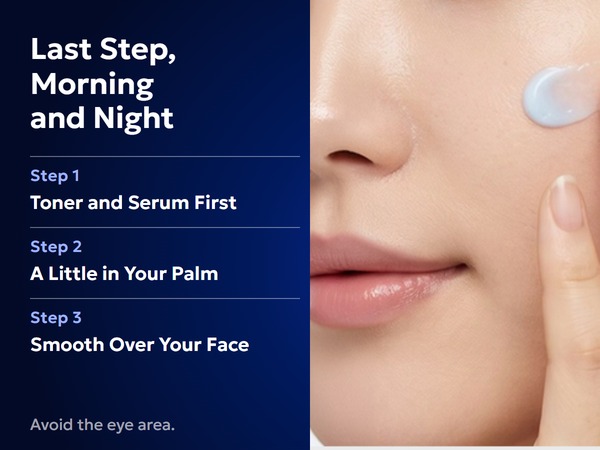 Last Step,
Morning
and Night
Step 1
Toner and Serum First
Step 2
A Little in Your Palm
Step 3
Smooth Over Your Face
Avoid the eye area.